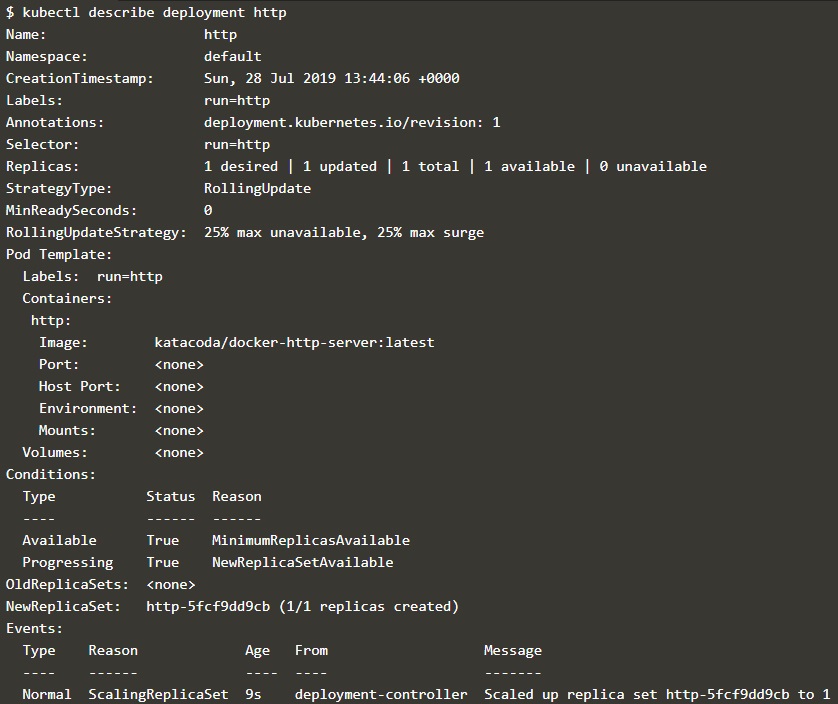 $ kubectl describe deployment http
Name:                   http
Namespace:              default
CreationTimestamp:      Sun, 28 Jul 2019 13:44:06 +0000
Labels:                 run=http
Annotations:            deployment.kubernetes.io/revision: 1
Selector:               run=http
Replicas:               1 desired | 1 updated | 1 total | 1 available | 0 unavailable
StrategyType:           RollingUpdate
MinReadySeconds:        0
RollingUpdateStrategy:  25% max unavailable, 25% max surge
Pod Template:
  Labels:  run=http
  Containers:
   http:
    Image:        katacoda/docker-http-server:latest
    Port:         <none>
    Host Port:    <none>
    Environment:  <none>
    Mounts:       <none>
  Volumes:        <none>
Conditions:
  Type           Status  Reason
  ----           ------  ------
  Available      True    MinimumReplicasAvailable
  Progressing    True    NewReplicaSetAvailable
OldReplicaSets:  <none>
NewReplicaSet:   http-5fcf9dd9cb (1/1 replicas created)
Events:
  Type    Reason             Age   From                   Message
  ----    ------             ----  ----                   -------
  Normal  ScalingReplicaSet  9s    deployment-controller  Scaled up replica set http-5fcf9dd9cb to 1